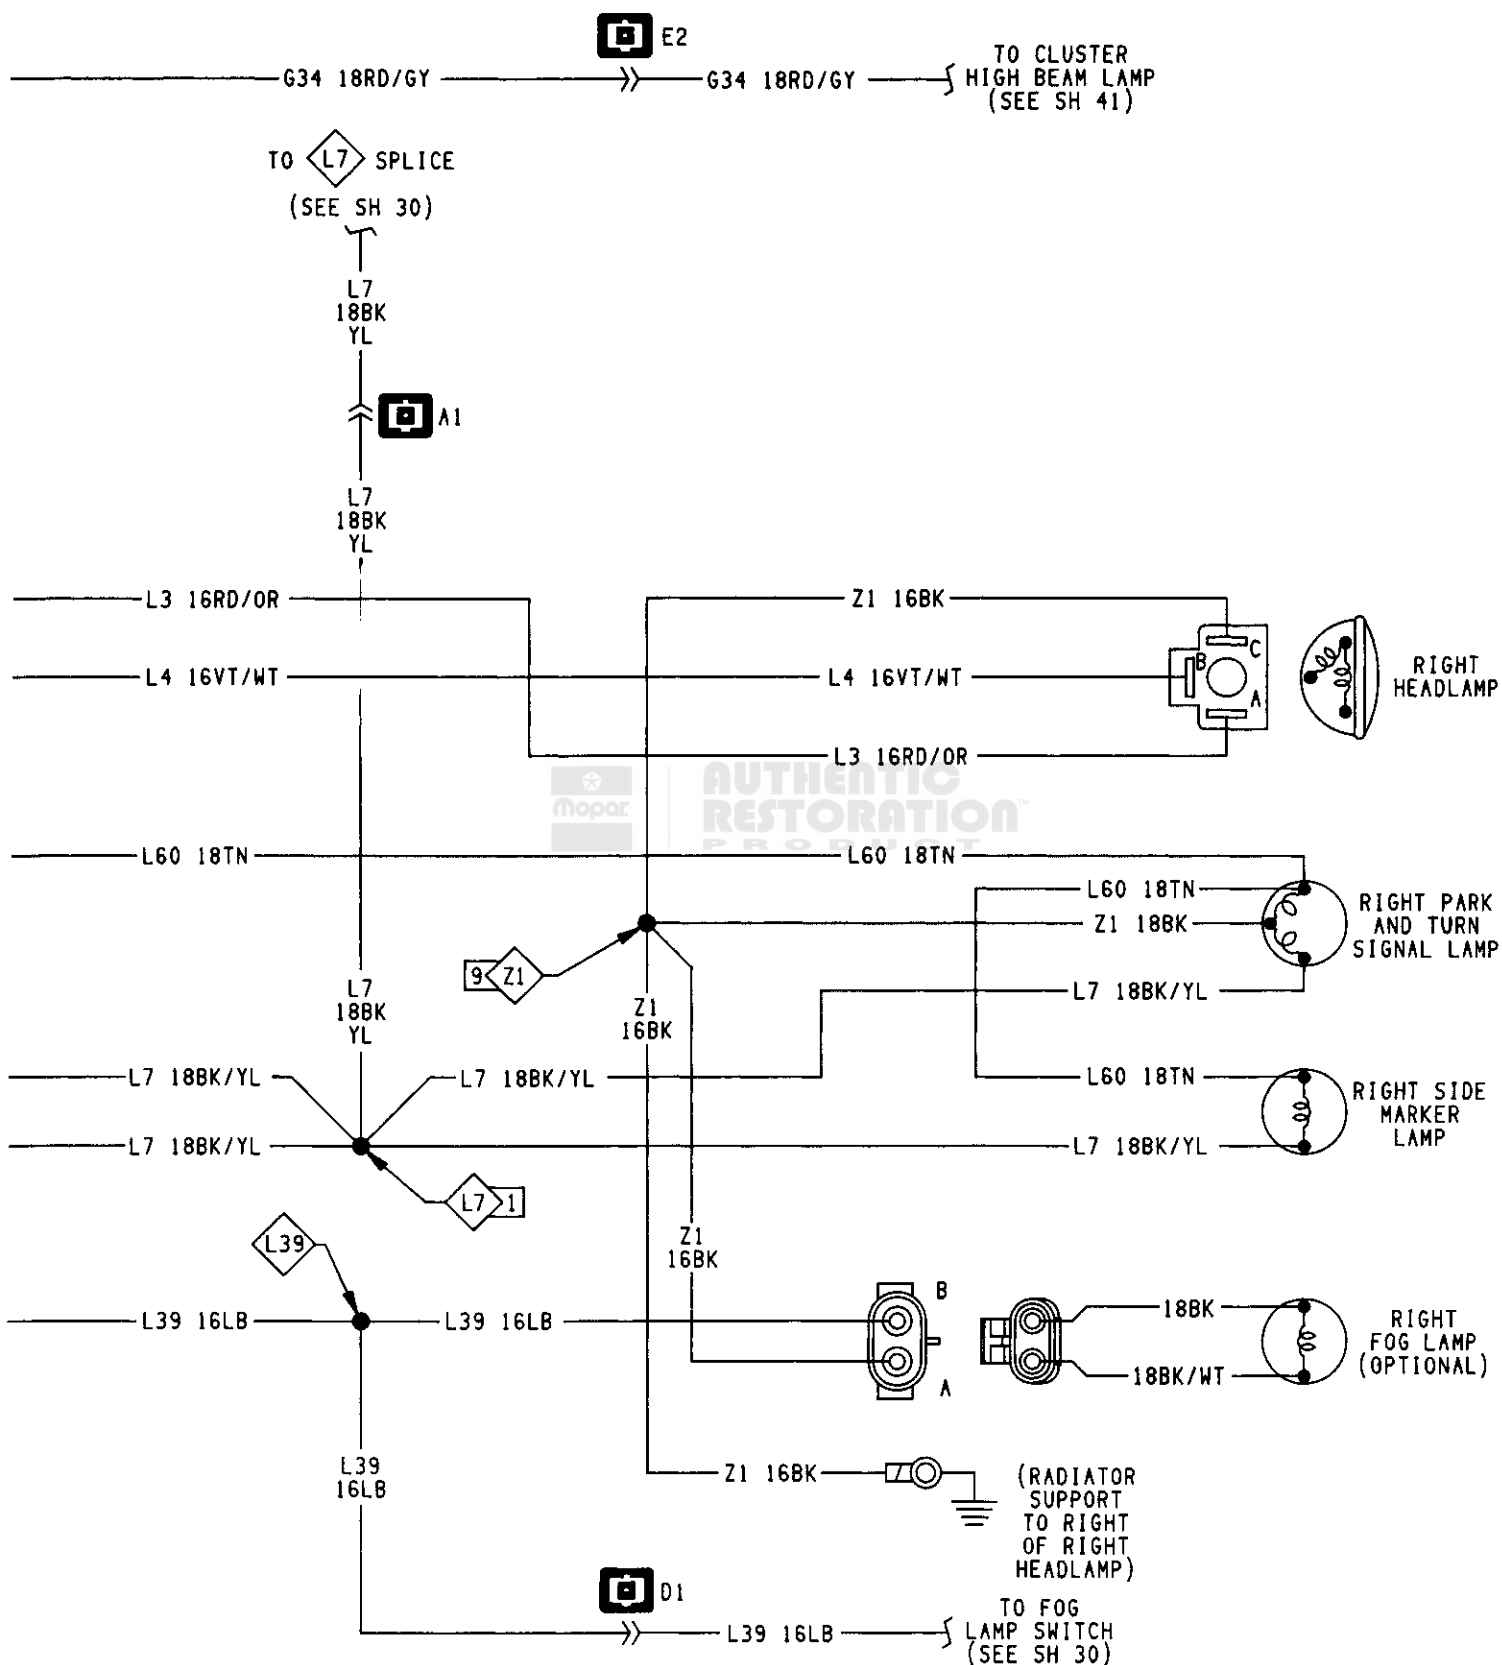 E2
G34 18RD/GY
G34 18RD/GY
TO CLUSTER
HIGH BEAM LAMP
(SEE SH 41)
TO L7 SPLICE
(SEE SH 30)
L7
18BK
YL
A1
L7
18BK
YL
L3 16RD/OR
Z1 16BK
C
B
A
RIGHT
HEADLAMP
L4 16VT/WT
L4 16VT/WT
L3 16RD/OR
Mopar
AUTHENTIC
RESTORATION™
PRODUCT
L60 18TN
L60 18TN
L60 18TN
Z1 18BK
RIGHT PARK
AND TURN
SIGNAL LAMP
9 Z1
L7
18BK
YL
Z1
16BK
L7 18BK/YL
L7 18BK/YL
L7 18BK/YL
L60 18TN
RIGHT SIDE
MARKER
LAMP
L7 18BK/YL
L7 18BK/YL
L7 1
L39
Z1
16BK
L39 16LB
L39 16LB
B
A
18BK
18BK/WT
RIGHT
FOG LAMP
(OPTIONAL)
L39
16LB
Z1 16BK
(RADIATOR
SUPPORT
TO RIGHT
OF RIGHT
HEADLAMP)
D1
L39 16LB
TO FOG
LAMP SWITCH
(SEE SH 30)